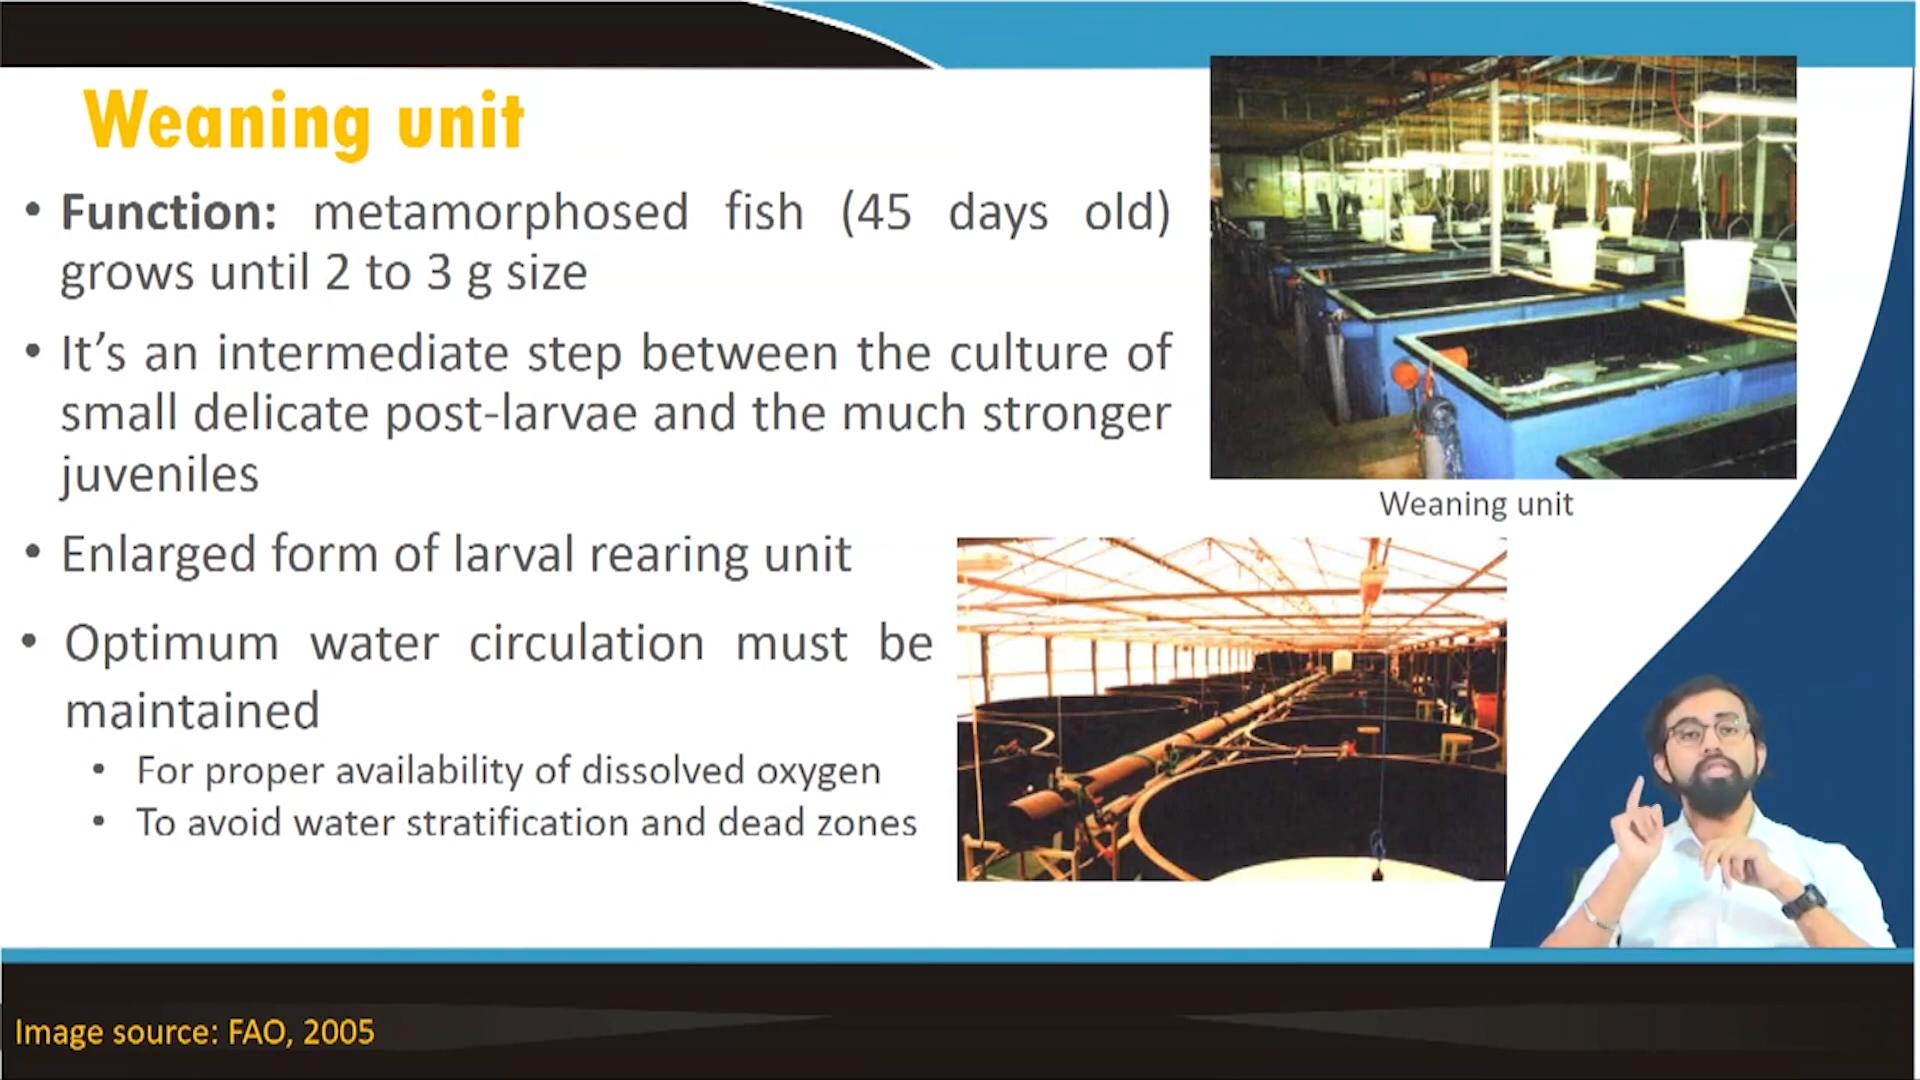 Weaning unit
• Function: metamorphosed fish (45 days old)
grows until 2 to 3 g size
• It’s an intermediate step between the culture of
small delicate post-larvae and the much stronger
juveniles
• Enlarged form of larval rearing unit
• Optimum water circulation must be
maintained
• For proper availability of dissolved oxygen
• To avoid water stratification and dead zones
Weaning unit
Image source: FAO, 2005